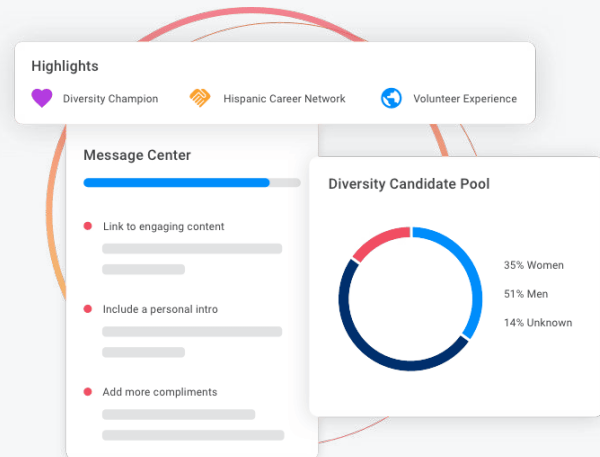 Highlights
Diversity Champion
Hispanic Career Network
Volunteer Experience
Message Center
Link to engaging content
Include a personal intro
Add more compliments
Diversity Candidate Pool
35% Women
51% Men
14% Unknown